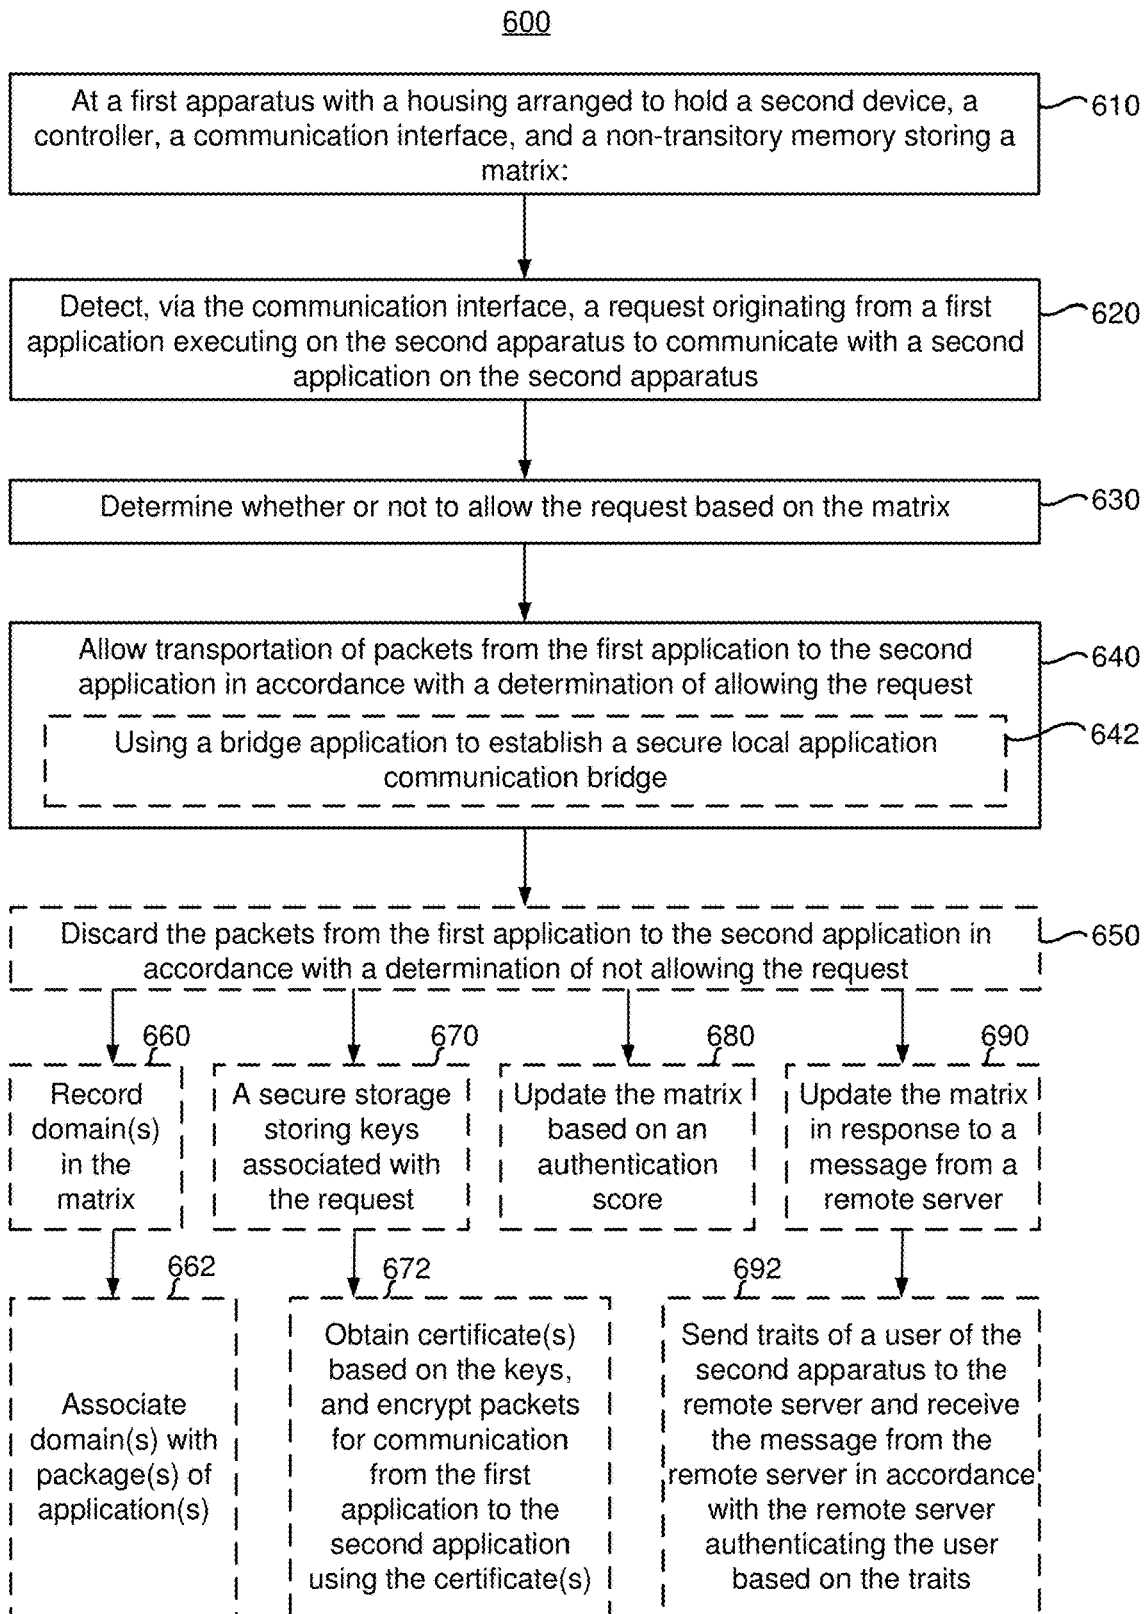 600
At a first apparatus with a housing arranged to hold a second device, a
controller, a communication interface, and a non-transitory memory storing a
matrix:
610
Detect, via the communication interface, a request originating from a first
application executing on the second apparatus to communicate with a second
application on the second apparatus
620
Determine whether or not to allow the request based on the matrix
630
Allow transportation of packets from the first application to the second
application in accordance with a determination of allowing the request
640
Using a bridge application to establish a secure local application
communication bridge
642
Discard the packets from the first application to the second application in
accordance with a determination of not allowing the request
650
660
Record
domain(s)
in the
matrix
670
A secure storage
storing keys
associated with
the request
680
Update the matrix
based on an
authentication
score
690
Update the matrix
in response to a
message from a
remote server
662
Associate
domain(s) with
package(s) of
application(s)
672
Obtain certificate(s)
based on the keys,
and encrypt packets
for communication
from the first
application to the
second application
using the certificate(s)
692
Send traits of a user of the
second apparatus to the
remote server and receive
the message from the
remote server in accordance
with the remote server
authenticating the user
based on the traits